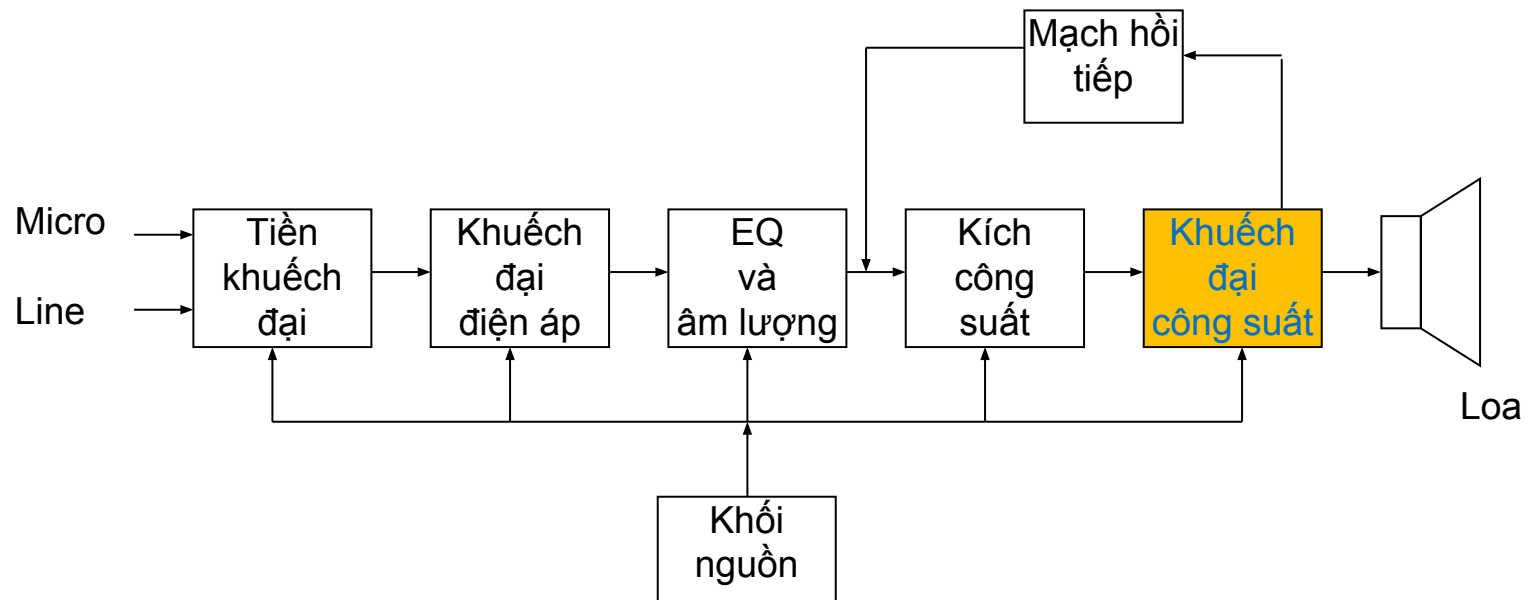 Mạch hồi
tiếp
Micro
Line
Tiền
khuếch
đại
Khuếch
đại
điện áp
EQ
và
âm lượng
Kích
công
suất
Khuếch
đại
công suất
Loa
Khối
nguồn